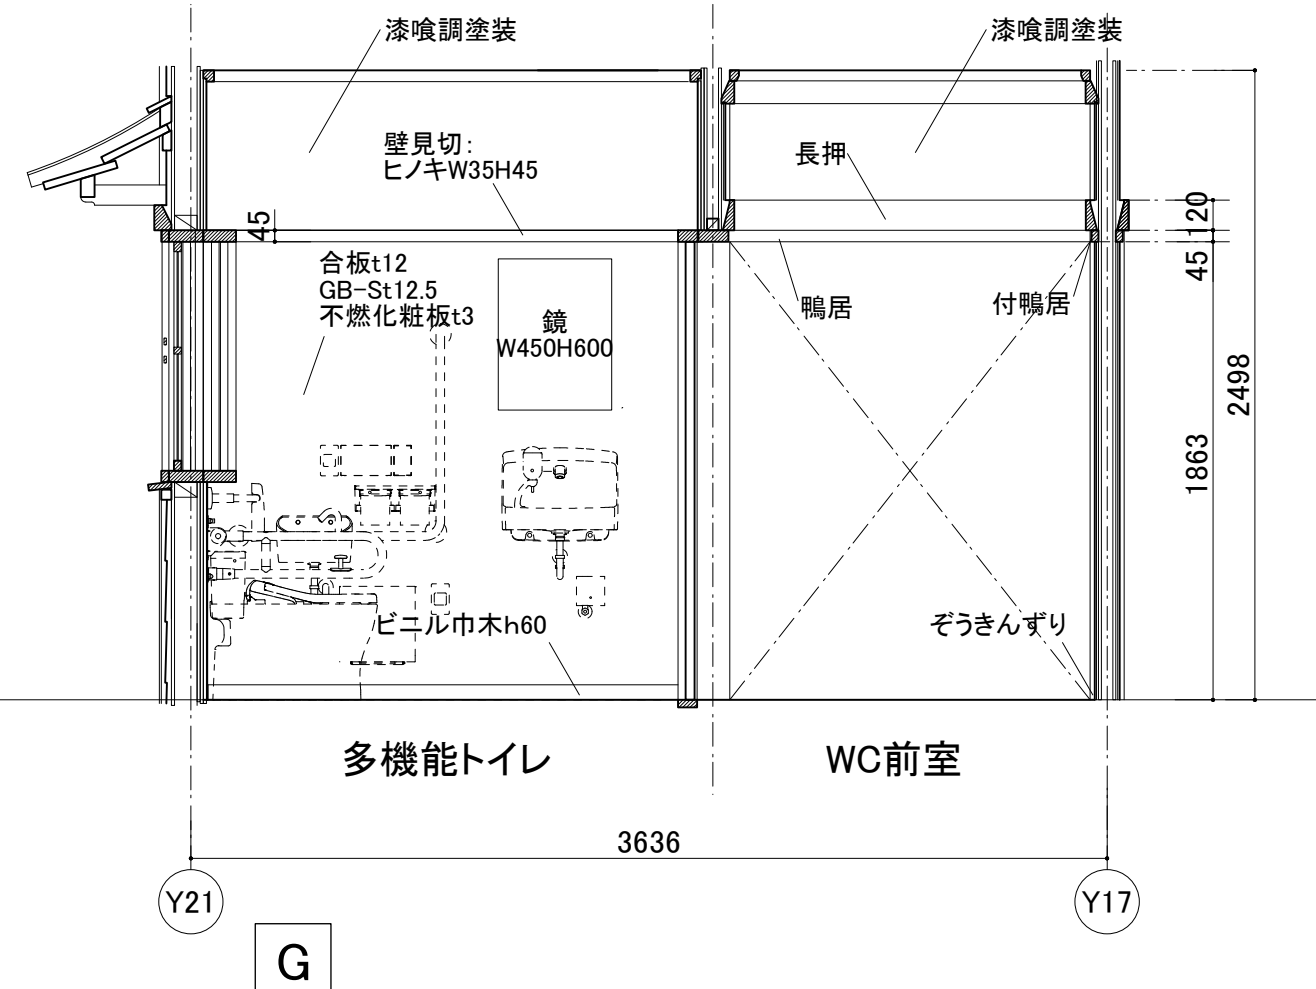 漆喰調塗装
漆喰調塗装
壁見切：
ヒノキW35H45
長押
45
120
45
合板t12
GB-St12.5
不燃化粧板t3
鏡
W450H600
鴨居
付鴨居
2498
1863
ビニル巾木h60
ぞうきんずり
多機能トイレ
WC前室
3636
Y21
Y17
G